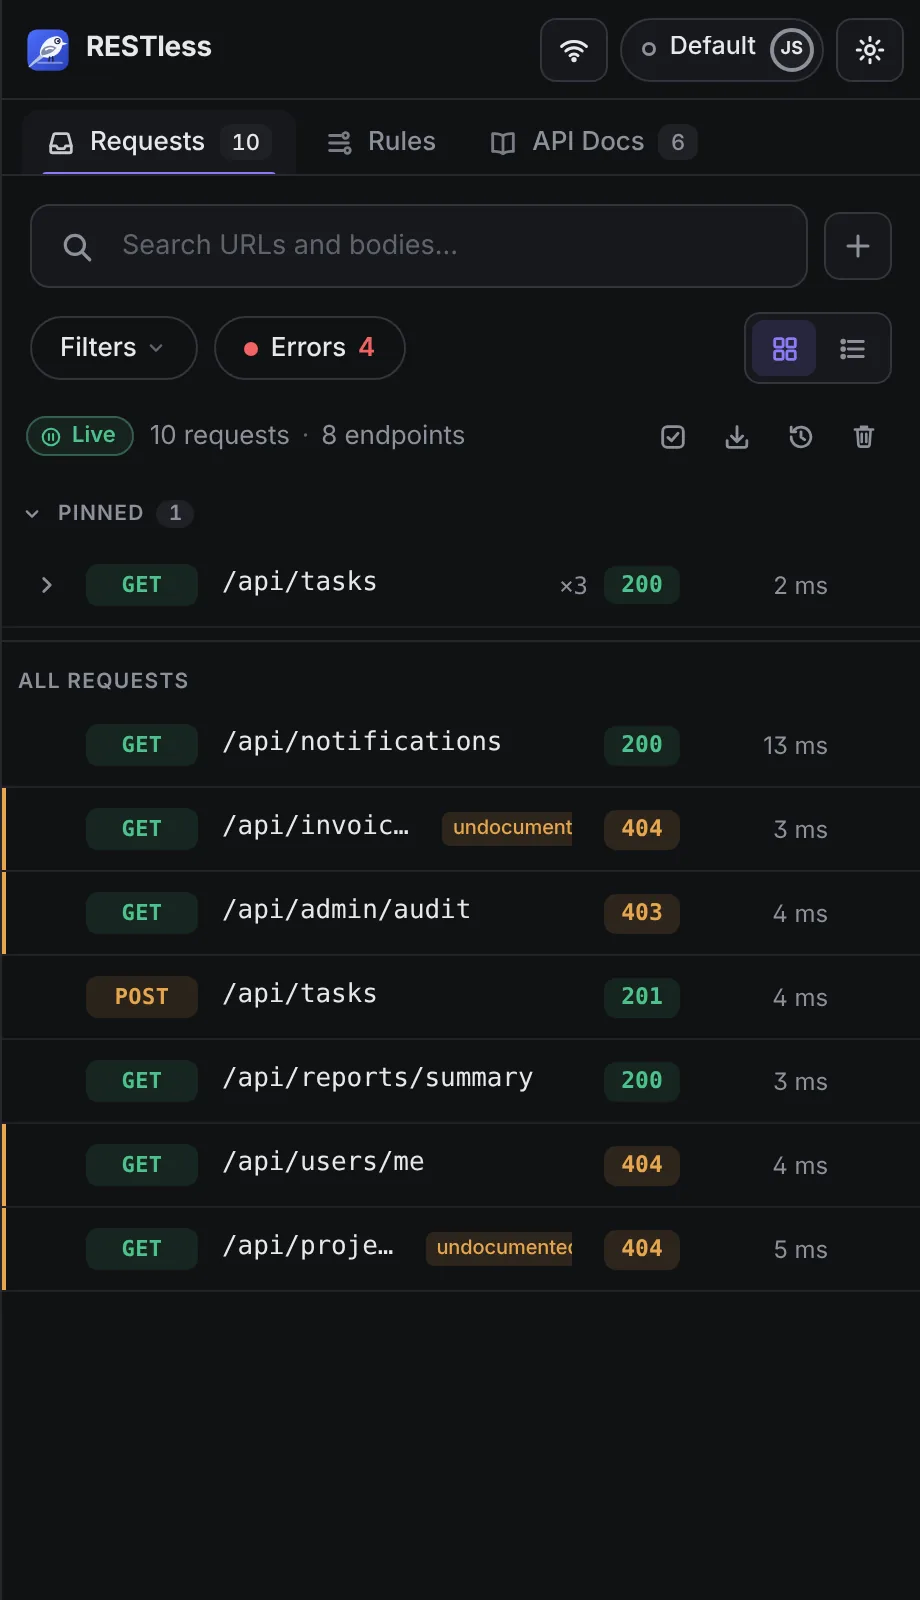 RESTless
Default JS
Requests 10 Rules API Docs 6
Search URLs and bodies...
Filters Errors 4
Live 10 requests · 8 endpoints
PINNED 1
GET /api/tasks ×3 200 2 ms
ALL REQUESTS
GET /api/notifications 200 13 ms
GET /api/invoic… undocument 404 3 ms
GET /api/admin/audit 403 4 ms
POST /api/tasks 201 4 ms
GET /api/reports/summary 200 3 ms
GET /api/users/me 404 4 ms
GET /api/proje… undocumented 404 5 ms